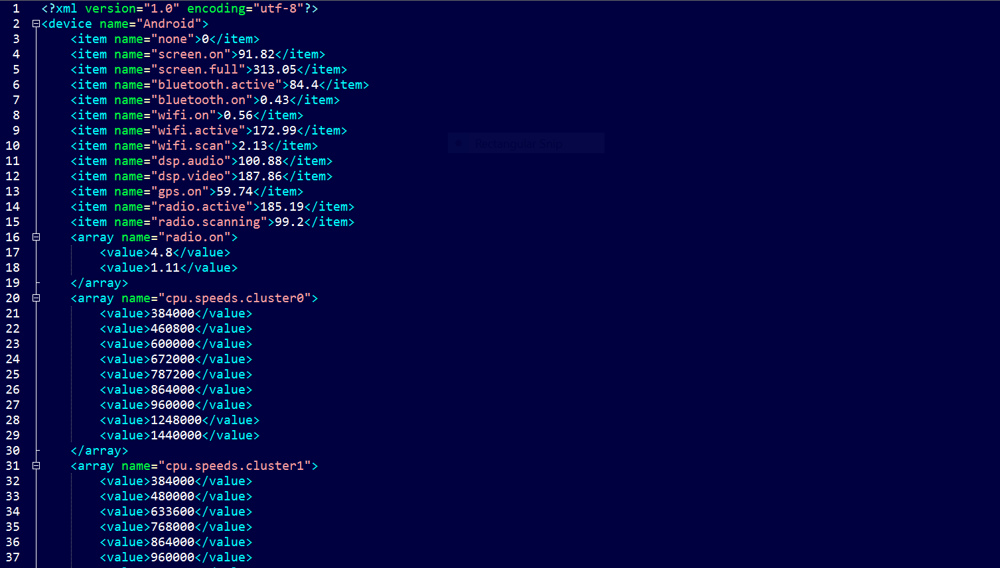 1 <?xml version="1.0" encoding="utf-8"?>
2 <device name="Android">
3 <item name="none">0</item>
4 <item name="screen.on">91.82</item>
5 <item name="screen.full">313.05</item>
6 <item name="bluetooth.active">84.4</item>
7 <item name="bluetooth.on">0.43</item>
8 <item name="wifi.on">0.56</item>
9 <item name="wifi.active">172.99</item>
10 <item name="wifi.scan">2.13</item>
Rectangular Snip
11 <item name="dsp.audio">100.88</item>
12 <item name="dsp.video">187.86</item>
13 <item name="gps.on">59.74</item>
14 <item name="radio.active">185.19</item>
15 <item name="radio.scanning">99.2</item>
16 <array name="radio.on">
17 <value>4.8</value>
18 <value>1.11</value>
19 </array>
20 <array name="cpu.speeds.cluster0">
21 <value>384000</value>
22 <value>460800</value>
23 <value>600000</value>
24 <value>672000</value>
25 <value>787200</value>
26 <value>864000</value>
27 <value>960000</value>
28 <value>1248000</value>
29 <value>1440000</value>
30 </array>
31 <array name="cpu.speeds.cluster1">
32 <value>384000</value>
33 <value>480000</value>
34 <value>633600</value>
35 <value>768000</value>
36 <value>864000</value>
37 <value>960000</value>